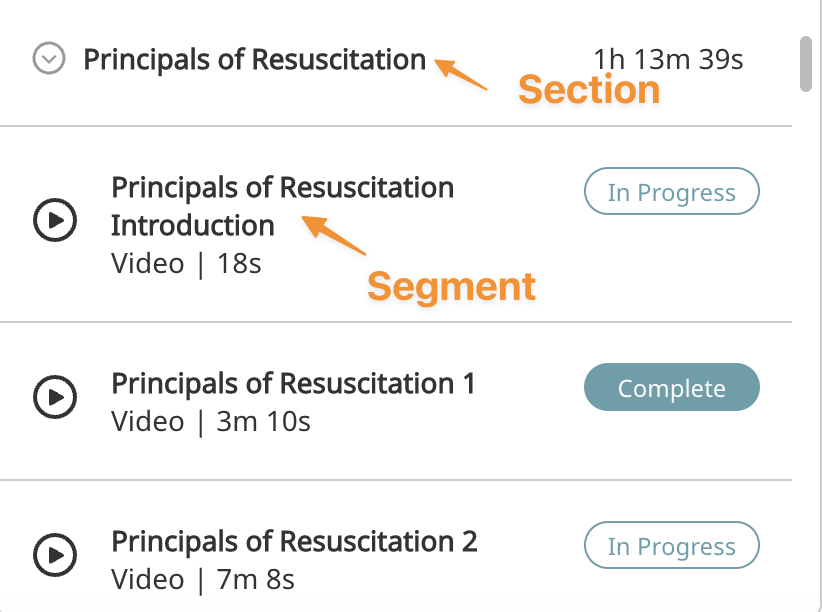 Principals of Resuscitation 1h 13m 39s
Section
Principals of Resuscitation In Progress
Introduction
Video | 18s
Segment
Principals of Resuscitation 1 Complete
Video | 3m 10s
Principals of Resuscitation 2 In Progress
Video | 7m 8s